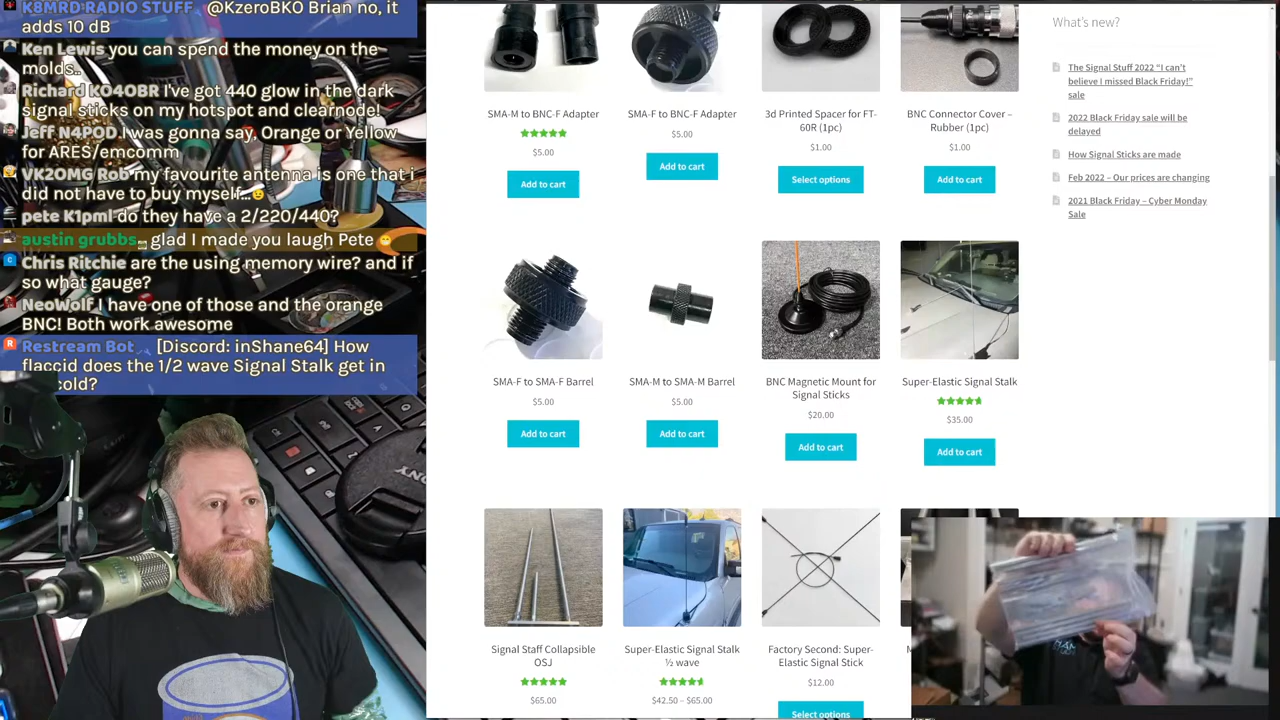 K8MRD RADIO STUFF @KzeroBKO Brian no, it
adds 10 dB
Ken Lewis you can spend the money on the
molds..
Richard KO4OBR I've got 440 glow in the dark
signal sticks on my hotspot and clearnode!
Jeff N4POD I was gonna say, Orange or Yellow
for ARES/emcomm
VK2OMG Rob my favourite antenna is one that i
did not have to buy myself...😉
pete K1pml do they have a 2/220/440?
austin grubbs glad I made you laugh Pete 😁
Chris Ritchie are the using memory wire? and if
so what gauge?
NeoWolf I have one of those and the orange
BNC! Both work awesome
Restream Bot [Discord: inShane64] How
flaccid does the 1/2 wave Signal Stalk get in
cold?
SMA-M to BNC-F Adapter
$5.00
Add to cart
SMA-F to BNC-F Adapter
$5.00
Add to cart
3d Printed Spacer for FT-
60R (1pc)
$1.00
Select options
BNC Connector Cover –
Rubber (1pc)
$1.00
Add to cart
SMA-F to SMA-F Barrel
$5.00
Add to cart
SMA-M to SMA-M Barrel
$5.00
Add to cart
BNC Magnetic Mount for
Signal Sticks
$20.00
Add to cart
Super-Elastic Signal Stalk
$35.00
Add to cart
Signal Staff Collapsible
OSJ
$65.00
Super-Elastic Signal Stalk
½ wave
$42.50 – $65.00
Factory Second: Super-
Elastic Signal Stick
$12.00
Select options
What's new?
The Signal Stuff 2022 “I can't
believe I missed Black Friday!”
sale
2022 Black Friday sale will be
delayed
How Signal Sticks are made
Feb 2022 – Our prices are changing
2021 Black Friday – Cyber Monday
Sale
SONY